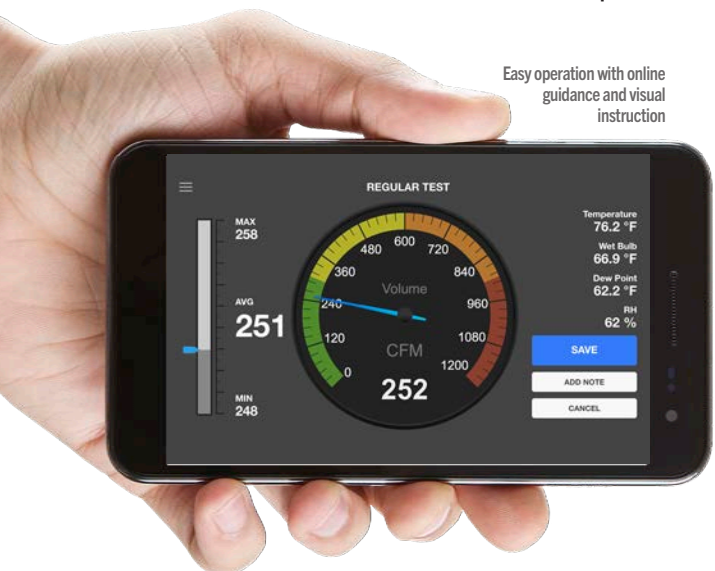 Easy operation with online
guidance and visual
instruction
REGULAR TEST
MAX
258
AVG
251
MIN
248
0
120
240
360
480
600
720
840
960
1080
1200
Volume
CFM
252
Temperature
76.2 °F
Wet Bulb
66.9 °F
Dew Point
62.2 °F
RH
62 %
SAVE
ADD NOTE
CANCEL